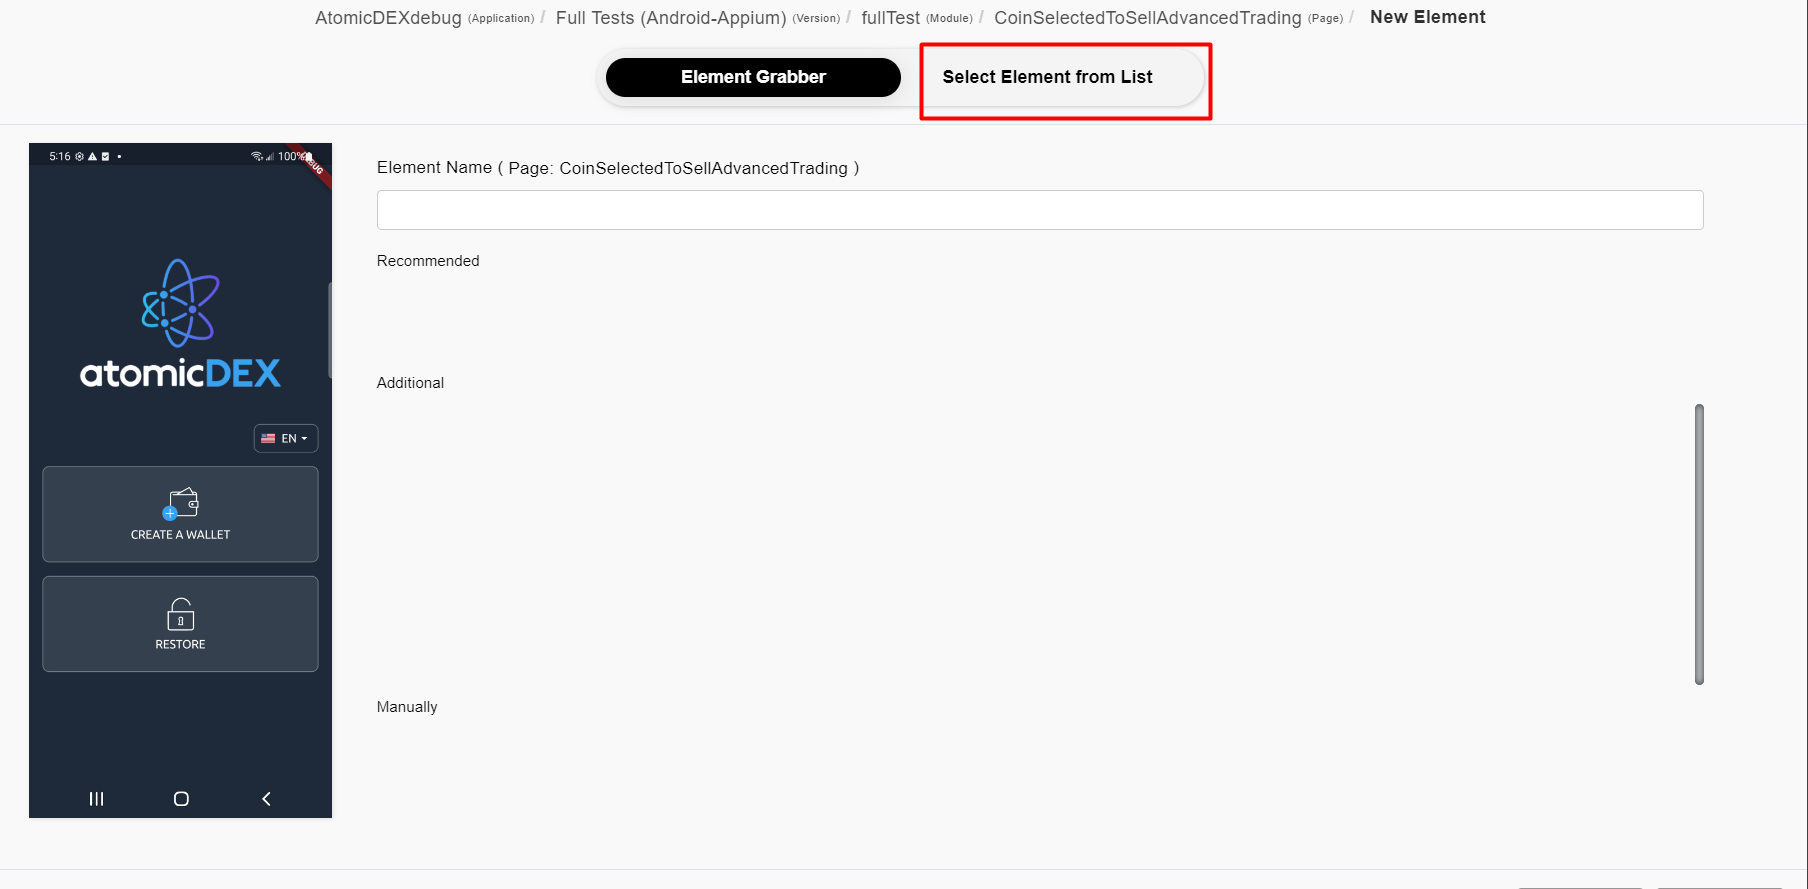 AtomicDEXdebug (Application) / Full Tests (Android-Appium) (Version) / fullTest (Module) / CoinSelectedToSellAdvancedTrading (Page) / New Element
Element Grabber
Select Element from List
5:16
100%
BUG
atomicDEX
EN
CREATE A WALLET
RESTORE
Element Name ( Page: CoinSelectedToSellAdvancedTrading )
Recommended
Additional
Manually